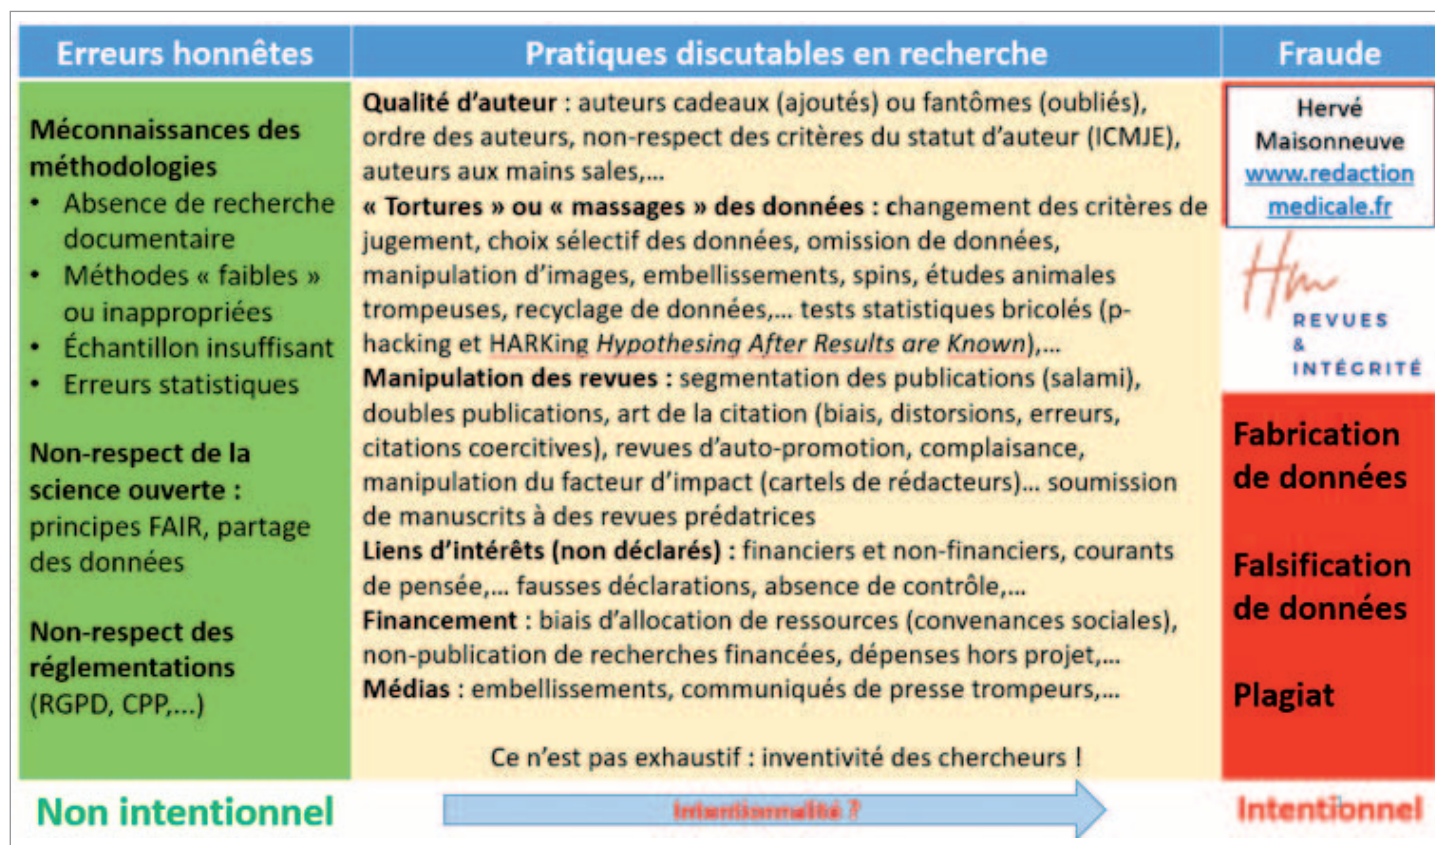 Erreurs honnêtes
Pratiques discutables en recherche
Fraude
Méconnaissances des
méthodologies
• Absence de recherche
documentaire
• Méthodes « faibles »
ou inappropriées
• Échantillon insuffisant
• Erreurs statistiques
Non-respect de la
science ouverte :
principes FAIR, partage
des données
Non-respect des
réglementations
(RGPD, CPP,...)
Qualité d'auteur : auteurs cadeaux (ajoutés) ou fantômes (oubliés),
ordre des auteurs, non-respect des critères du statut d'auteur (ICMJE),
auteurs aux mains sales,...
« Tortures » ou « massages » des données : changement des critères de
jugement, choix sélectif des données, omission de données,
manipulation d'images, embellissements, spins, études animales
trompeuses, recyclage de données,... tests statistiques bricolés (p-
hacking et HARKing Hypothesing After Results are Known),...
Manipulation des revues : segmentation des publications (salami),
doubles publications, art de la citation (biais, distorsions, erreurs,
citations coercitives), revues d'auto-promotion, complaisance,
manipulation du facteur d'impact (cartels de rédacteurs)... soumission
de manuscrits à des revues prédatrices
Liens d'intérêts (non déclarés) : financiers et non-financiers, courants
de pensée,... fausses déclarations, absence de contrôle,...
Financement : biais d'allocation de ressources (convenances sociales),
non-publication de recherches financées, dépenses hors projet,...
Médias : embellissements, communiqués de presse trompeurs,...
Ce n'est pas exhaustif : inventivité des chercheurs !
Hervé
Maisonneuve
www.redaction
medicale.fr
Hm
REVUES
&
INTÉGRITÉ
Fabrication
de données
Falsification
de données
Plagiat
Non intentionnel
Intentionnalité ?
Intentionnel